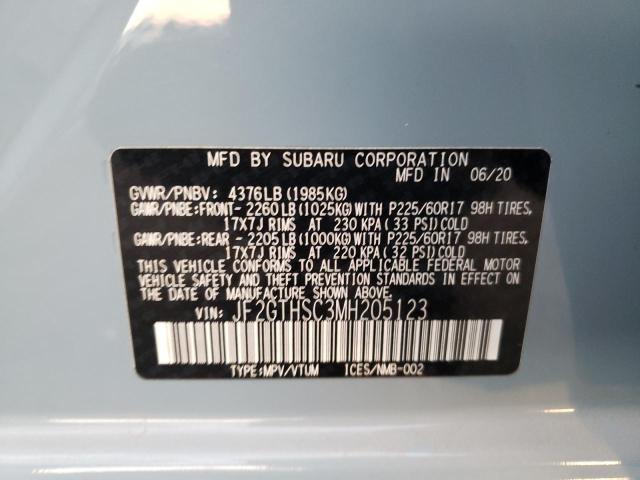 MFD BY SUBARU CORPORATION
MFD IN 06/20
GVWR/PNBV: 4376LB (1985KG)
GAWR/PNBE:FRONT- 2260LB(1025KG)WITH P225/60R17 98H TIRES,
17X7J RIMS AT 230 KPA( 33 PSI)COLD
GAWR/PNBE:REAR - 2205LB(1000KG)WITH P225/60R17 98H TIRES,
17X7J RIMS AT 220 KPA( 32 PSI)COLD
THIS VEHICLE CONFORMS TO ALL APPLICABLE FEDERAL MOTOR
VEHICLE SAFETY AND THEFT PREVENTION STANDARDS IN EFFECT ON
THE DATE OF MANUFACTURE SHOWN ABOVE.
VIN: JF2GTHSC3MH205123
TYPE:MPV/VTUM ICES/NMB-002